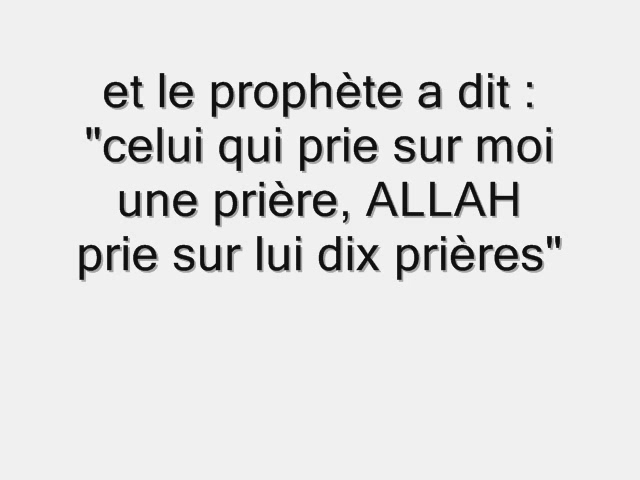 et le prophète a dit :
"celui qui prie sur moi
une prière, ALLAH
prie sur lui dix prières"